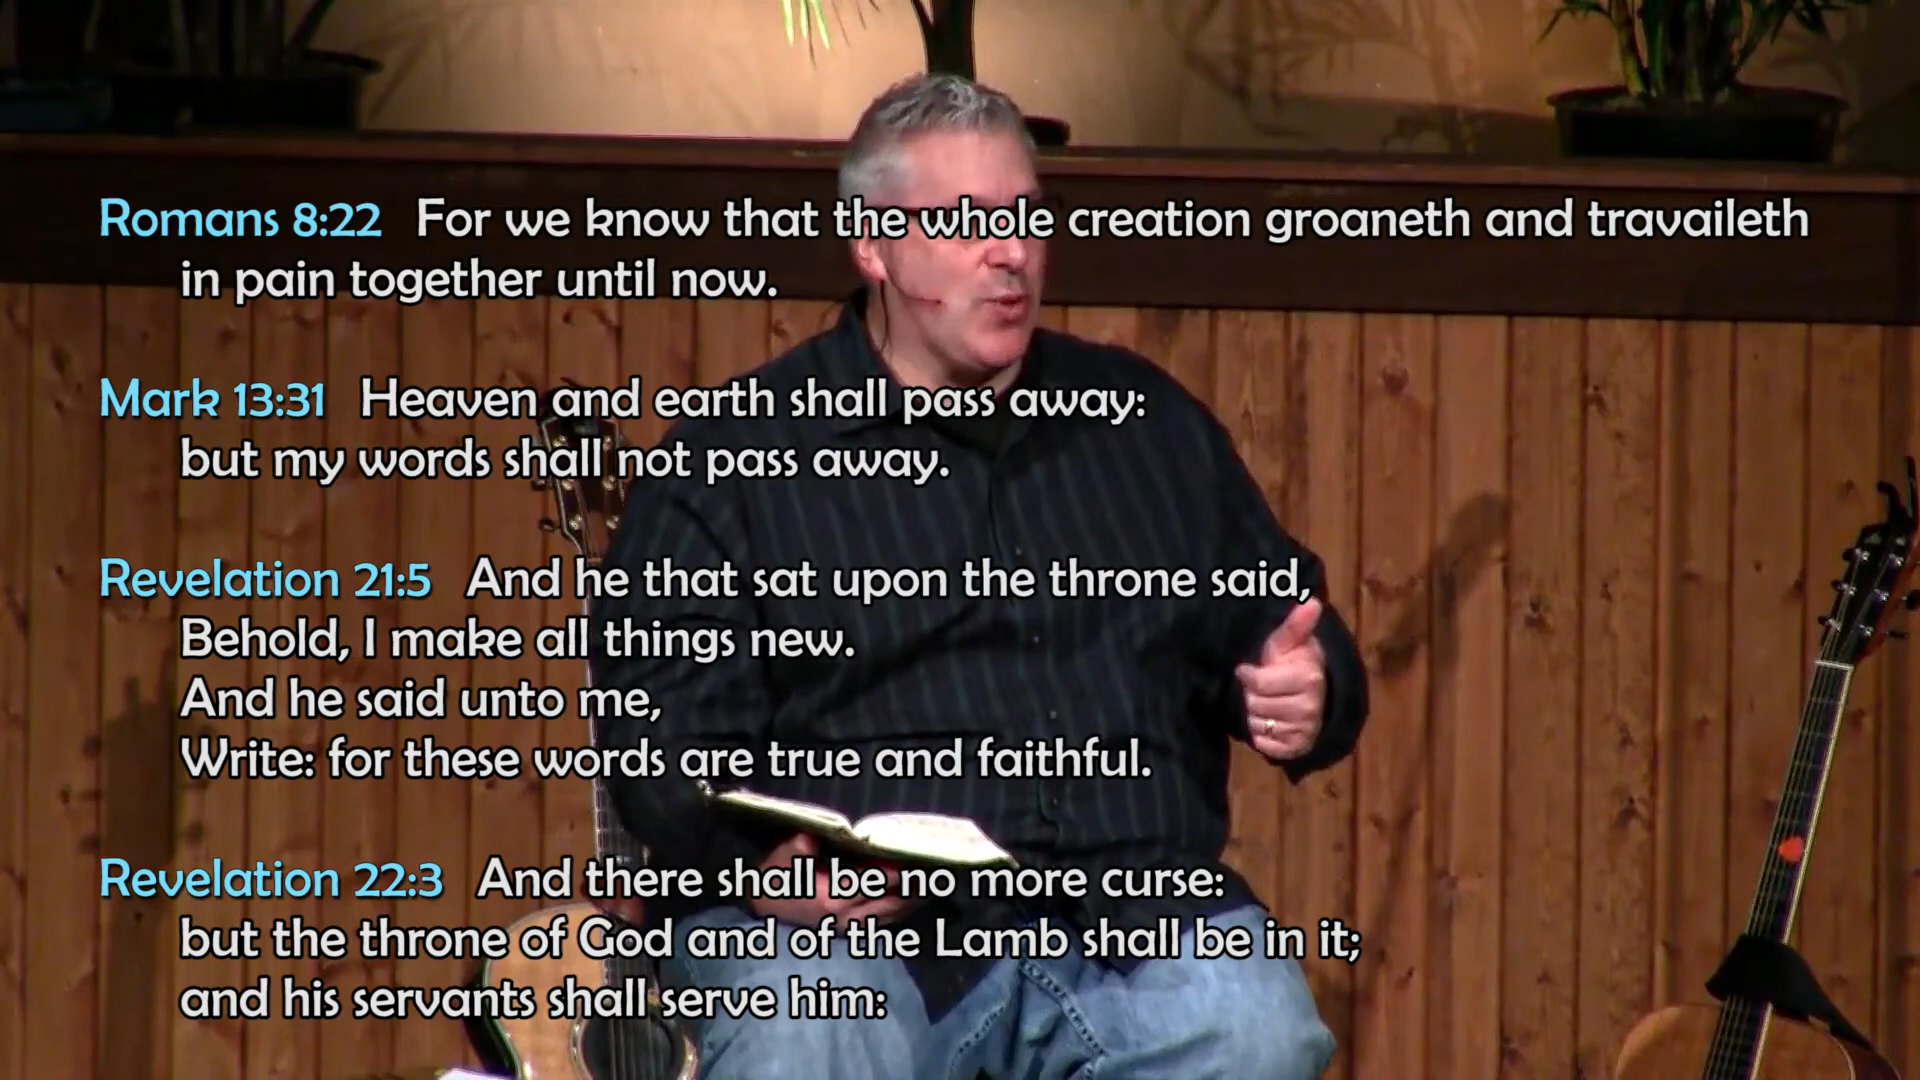 Romans 8:22 For we know that the whole creation groaneth and travaileth
in pain together until now.
Mark 13:31 Heaven and earth shall pass away:
but my words shall not pass away.
Revelation 21:5 And he that sat upon the throne said,
Behold, I make all things new.
And he said unto me,
Write: for these words are true and faithful.
Revelation 22:3 And there shall be no more curse:
but the throne of God and of the Lamb shall be in it;
and his servants shall serve him: